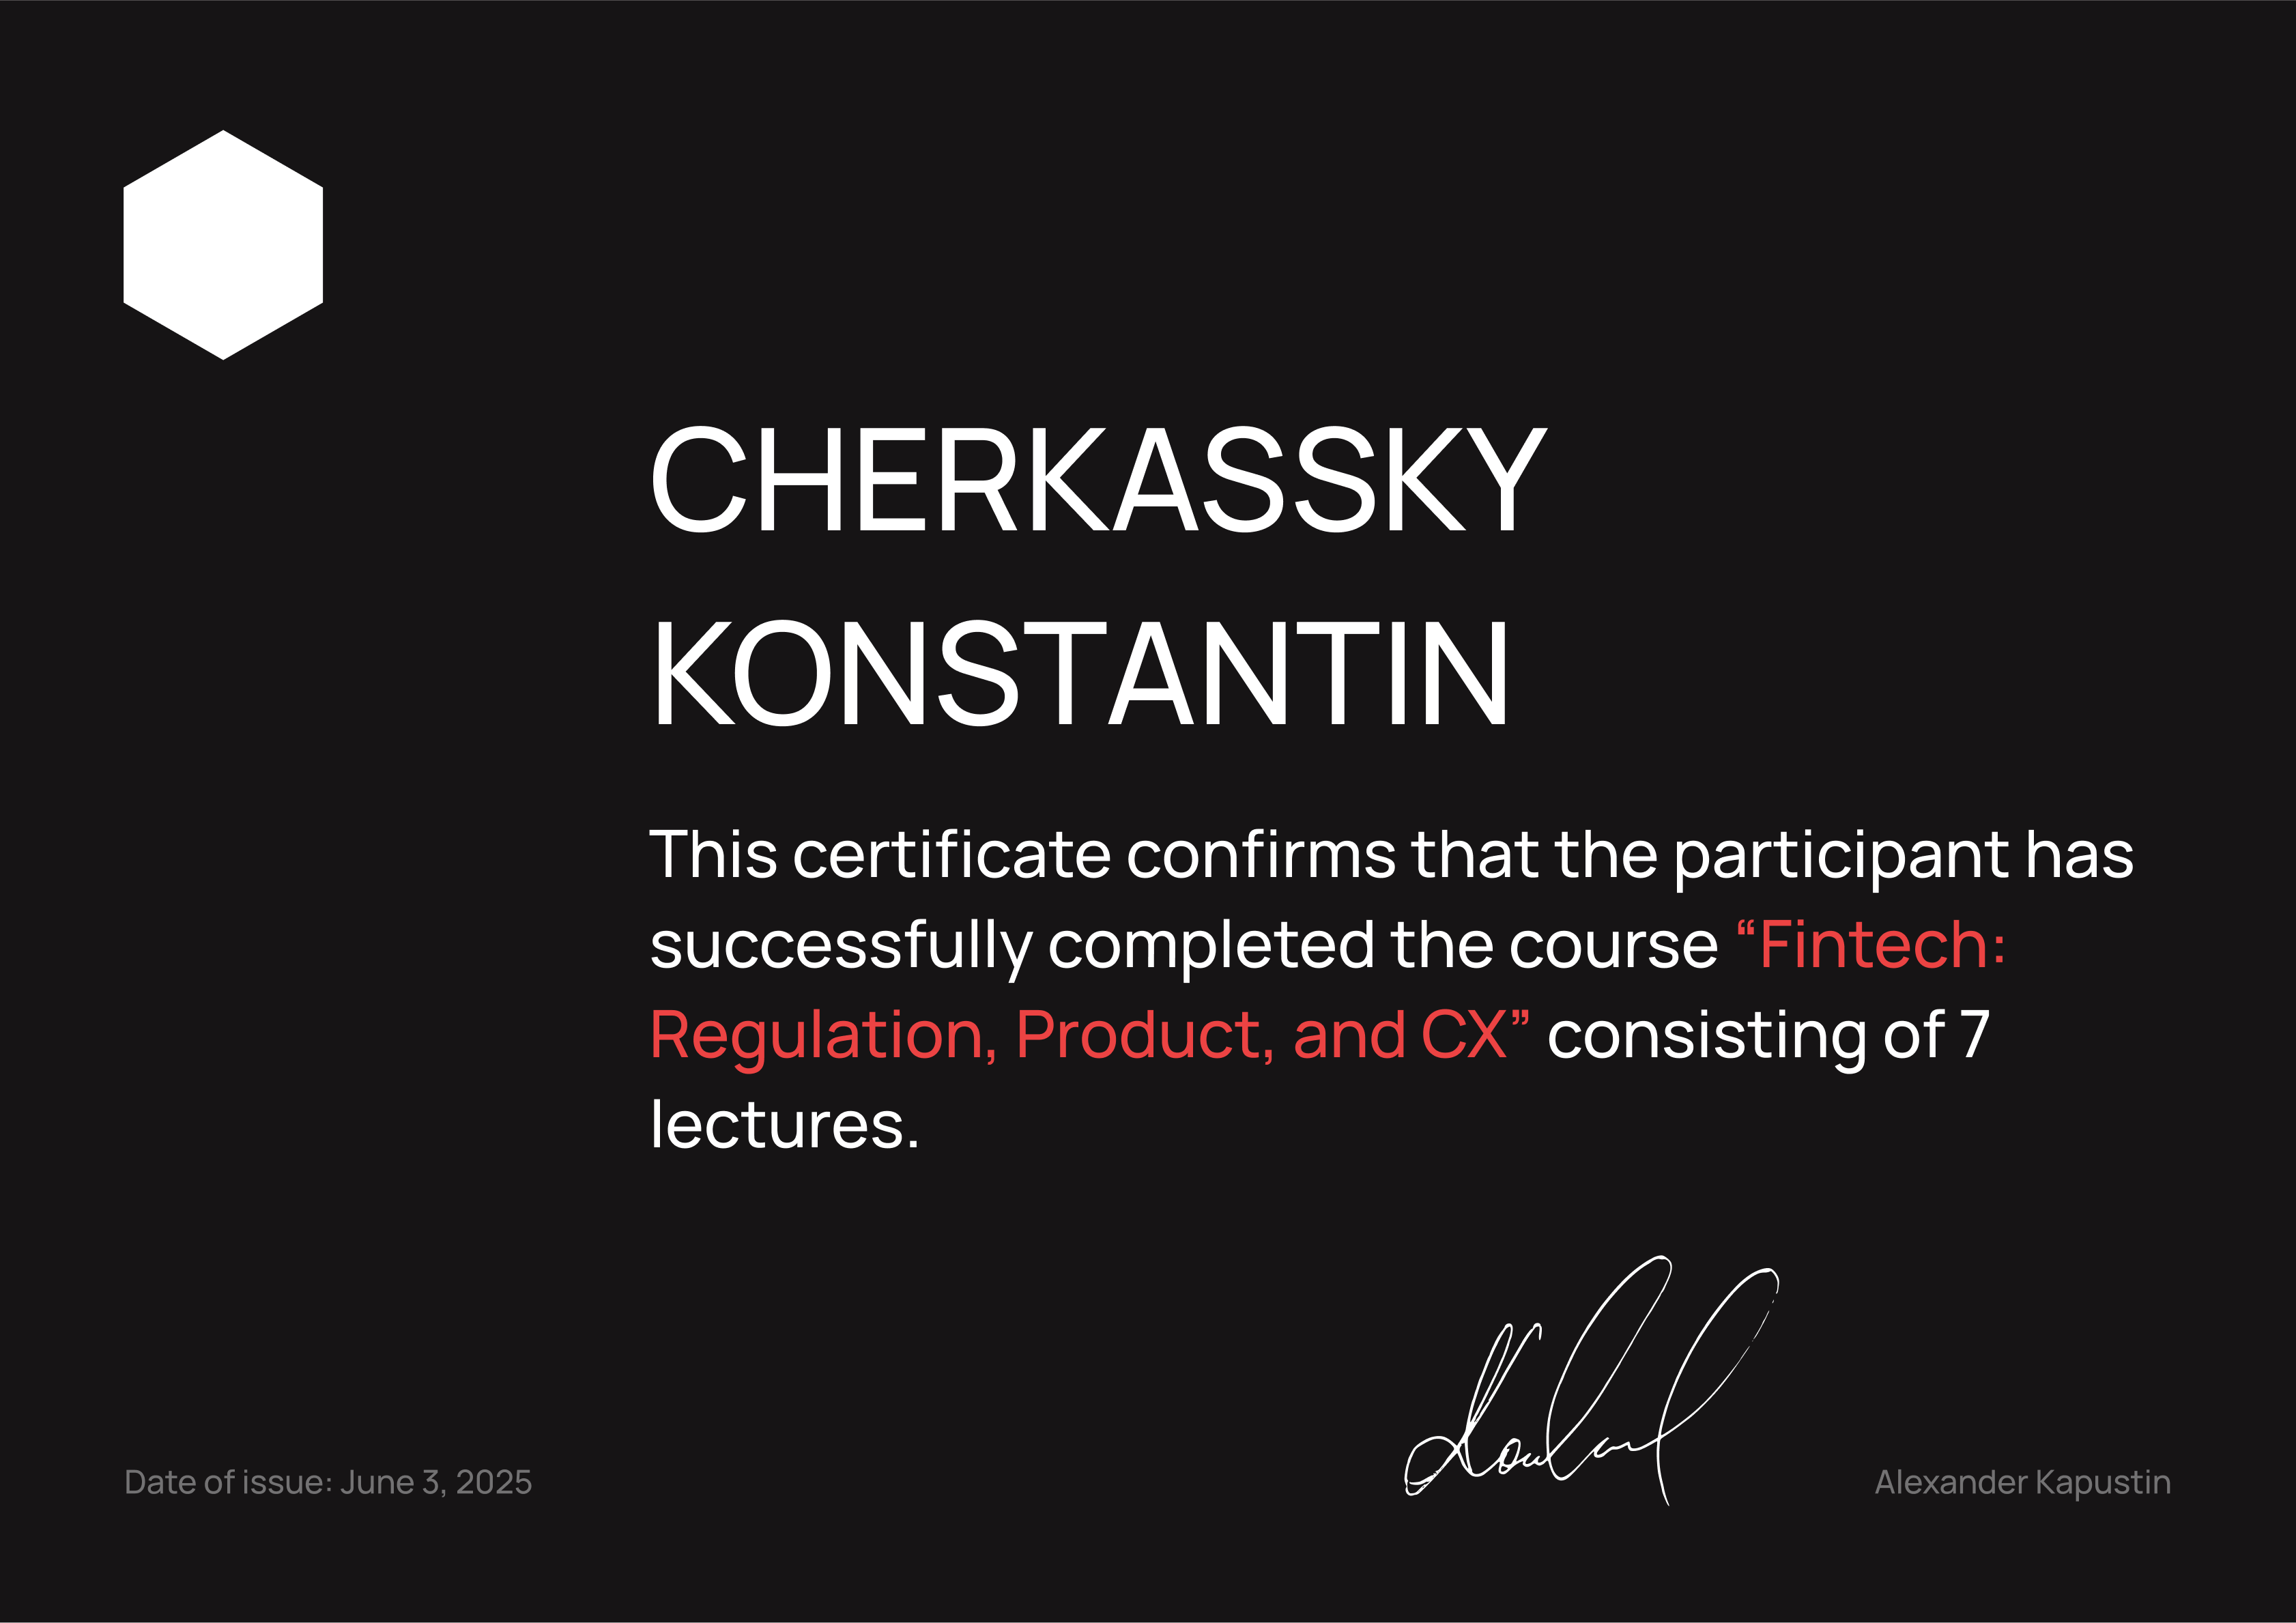 CHERKASSKY
KONSTANTIN
This certificate confirms that the participant has
successfully completed the course “Fintech:
Regulation, Product, and CX” consisting of 7
lectures.
Date of issue: June 3, 2025
Alexander Kapustin